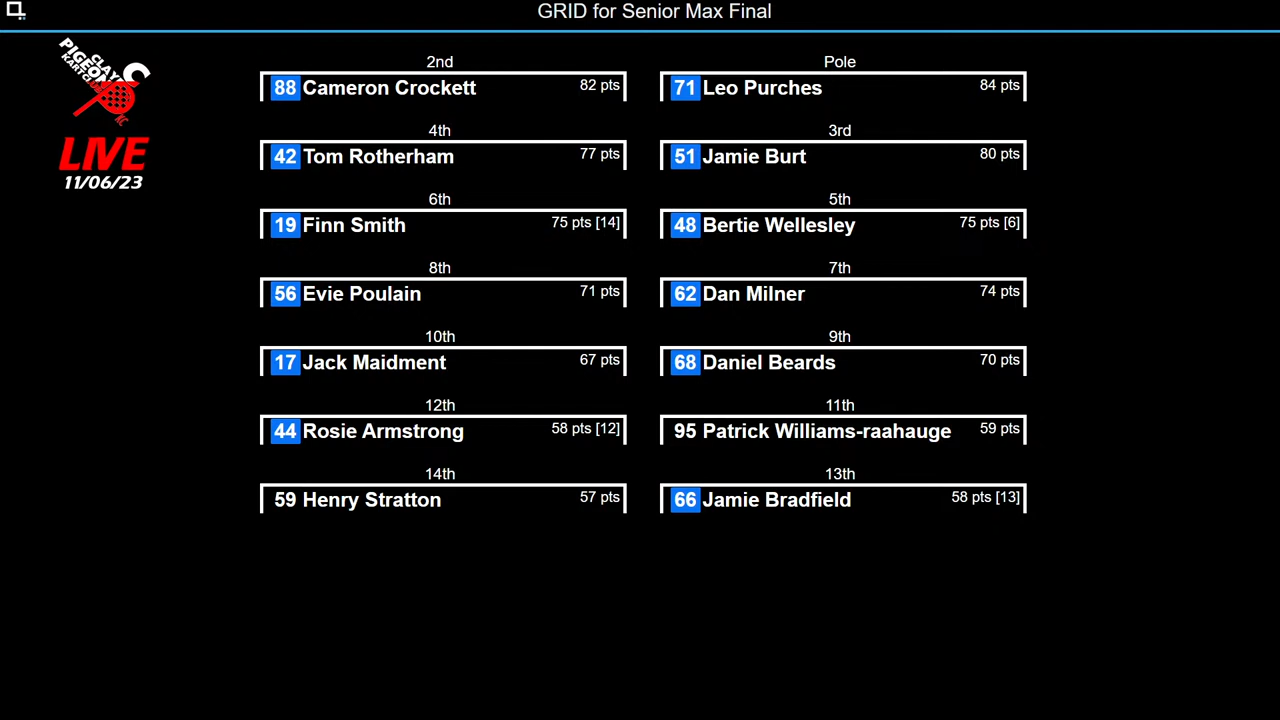 GRID for Senior Max Final
CLAY
PIGEON
KART CLUB
LIVE
11/06/23
2nd
88 Cameron Crockett 82 pts
Pole
71 Leo Purches 84 pts
4th
42 Tom Rotherham 77 pts
3rd
51 Jamie Burt 80 pts
6th
19 Finn Smith 75 pts [14]
5th
48 Bertie Wellesley 75 pts [6]
8th
56 Evie Poulain 71 pts
7th
62 Dan Milner 74 pts
10th
17 Jack Maidment 67 pts
9th
68 Daniel Beards 70 pts
12th
44 Rosie Armstrong 58 pts [12]
11th
95 Patrick Williams-raahauge 59 pts
14th
59 Henry Stratton 57 pts
13th
66 Jamie Bradfield 58 pts [13]